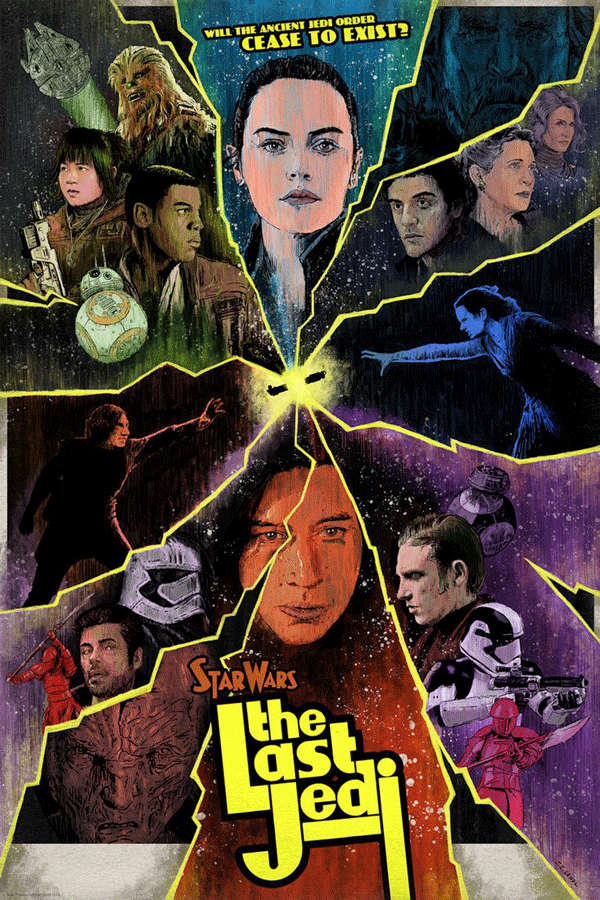 WILL THE ANCIENT JEDI ORDER
CEASE TO EXIST?
STAR WARS
the
Last
Jedi